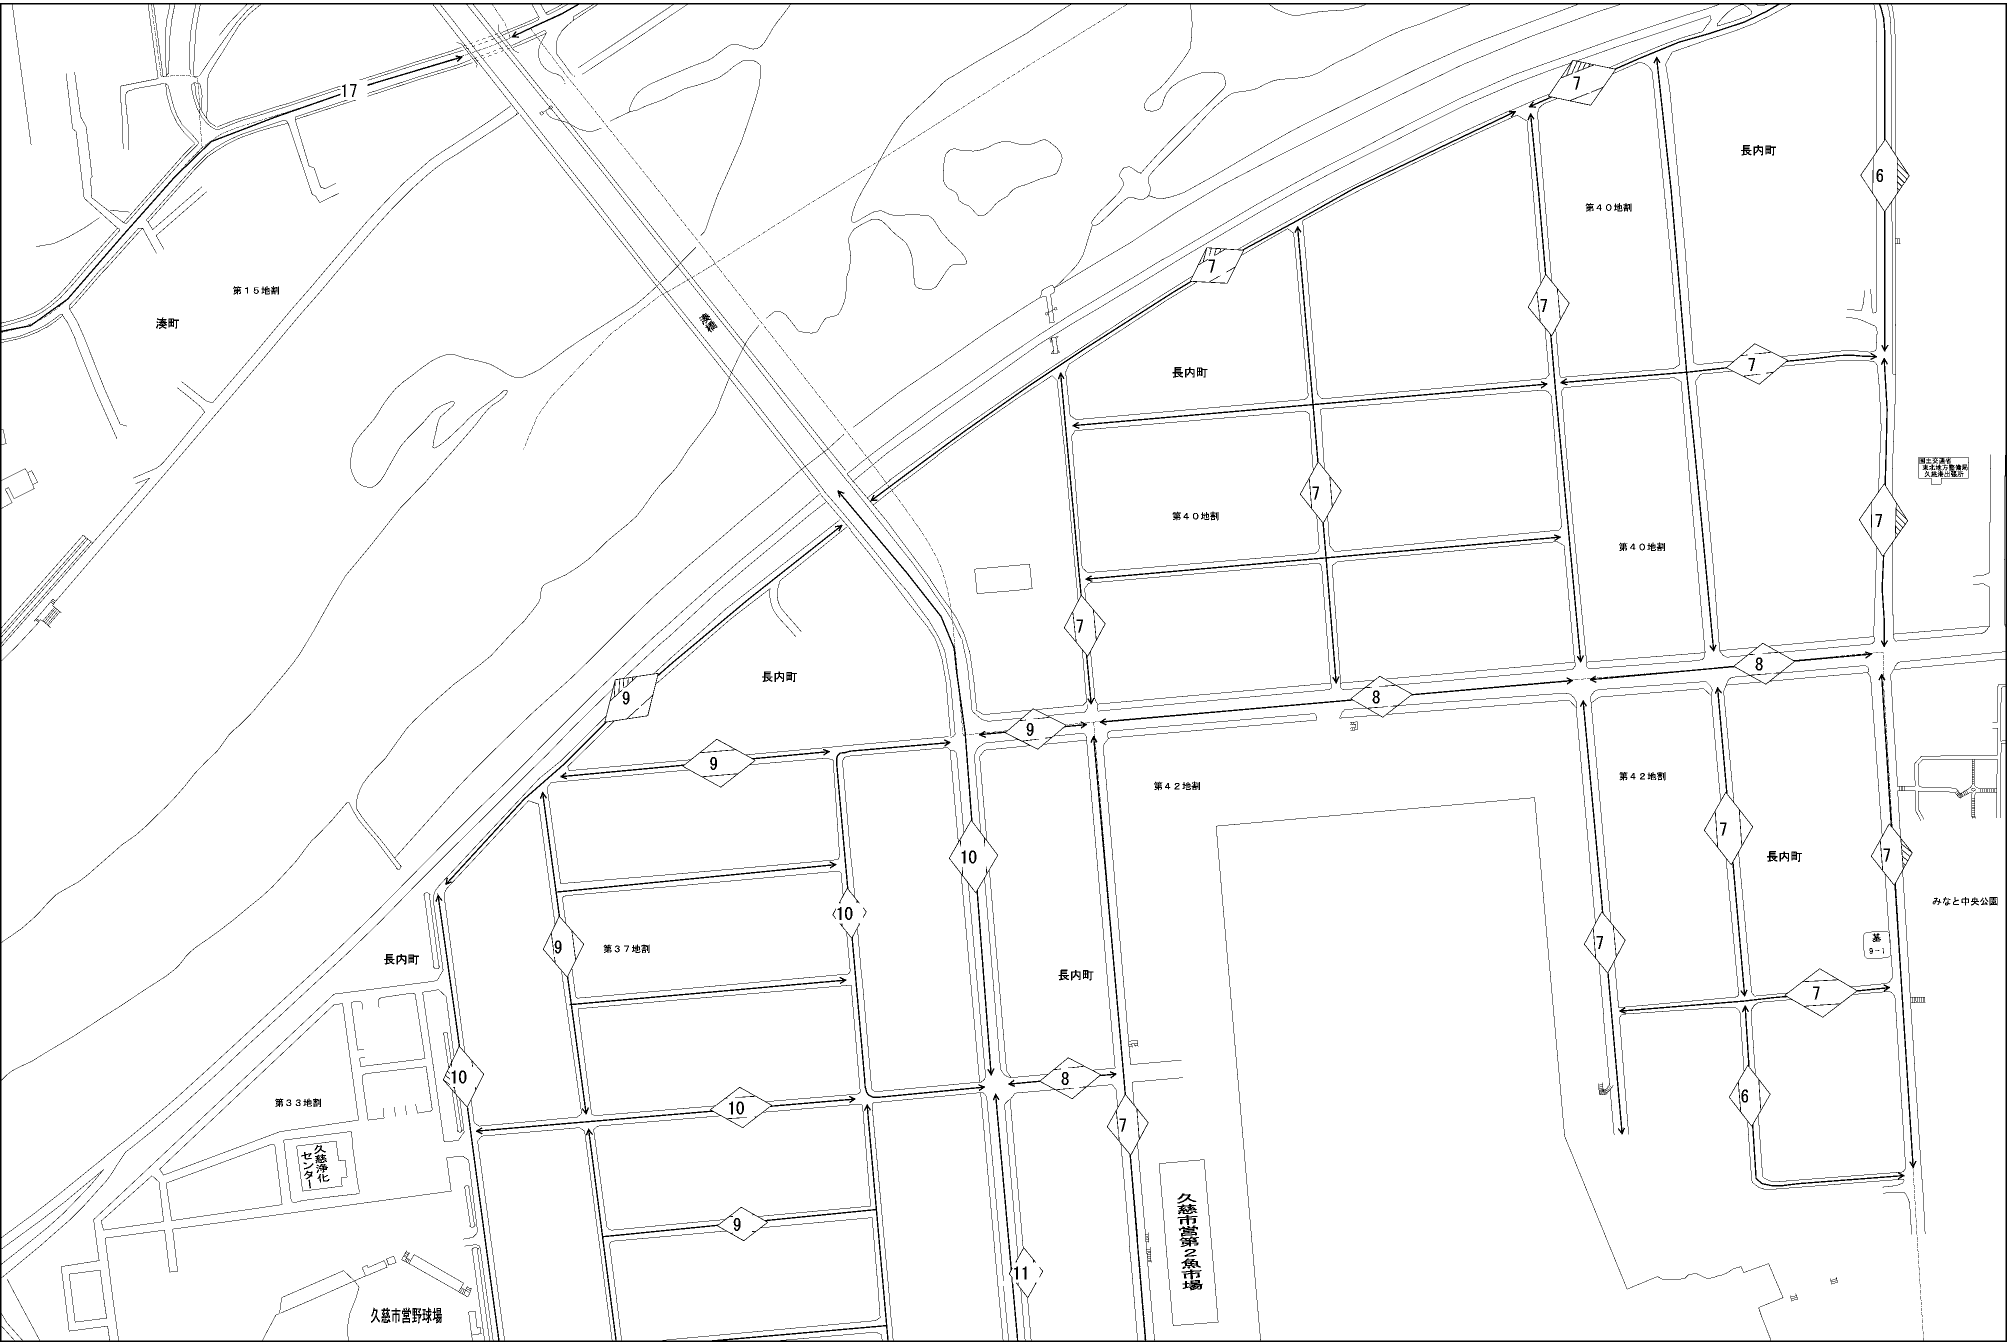 17
7
長内町
6
第４０地割
7
第１５地割
湊町
湊橋
7
7
長内町
7
国土交通省
東北地方整備局
久慈港出張所
7
第４０地割
7
第４０地割
7
8
長内町
9
8
9
9
第４２地割
第４２地割
10
7
長内町
7
みなと中央公園
10
9
第３７地割
7
墓
9-1
長内町
長内町
7
10
8
第３３地割
10
7
6
久慈浄化
センター
9
久慈市営第２魚市場
11
久慈市営野球場